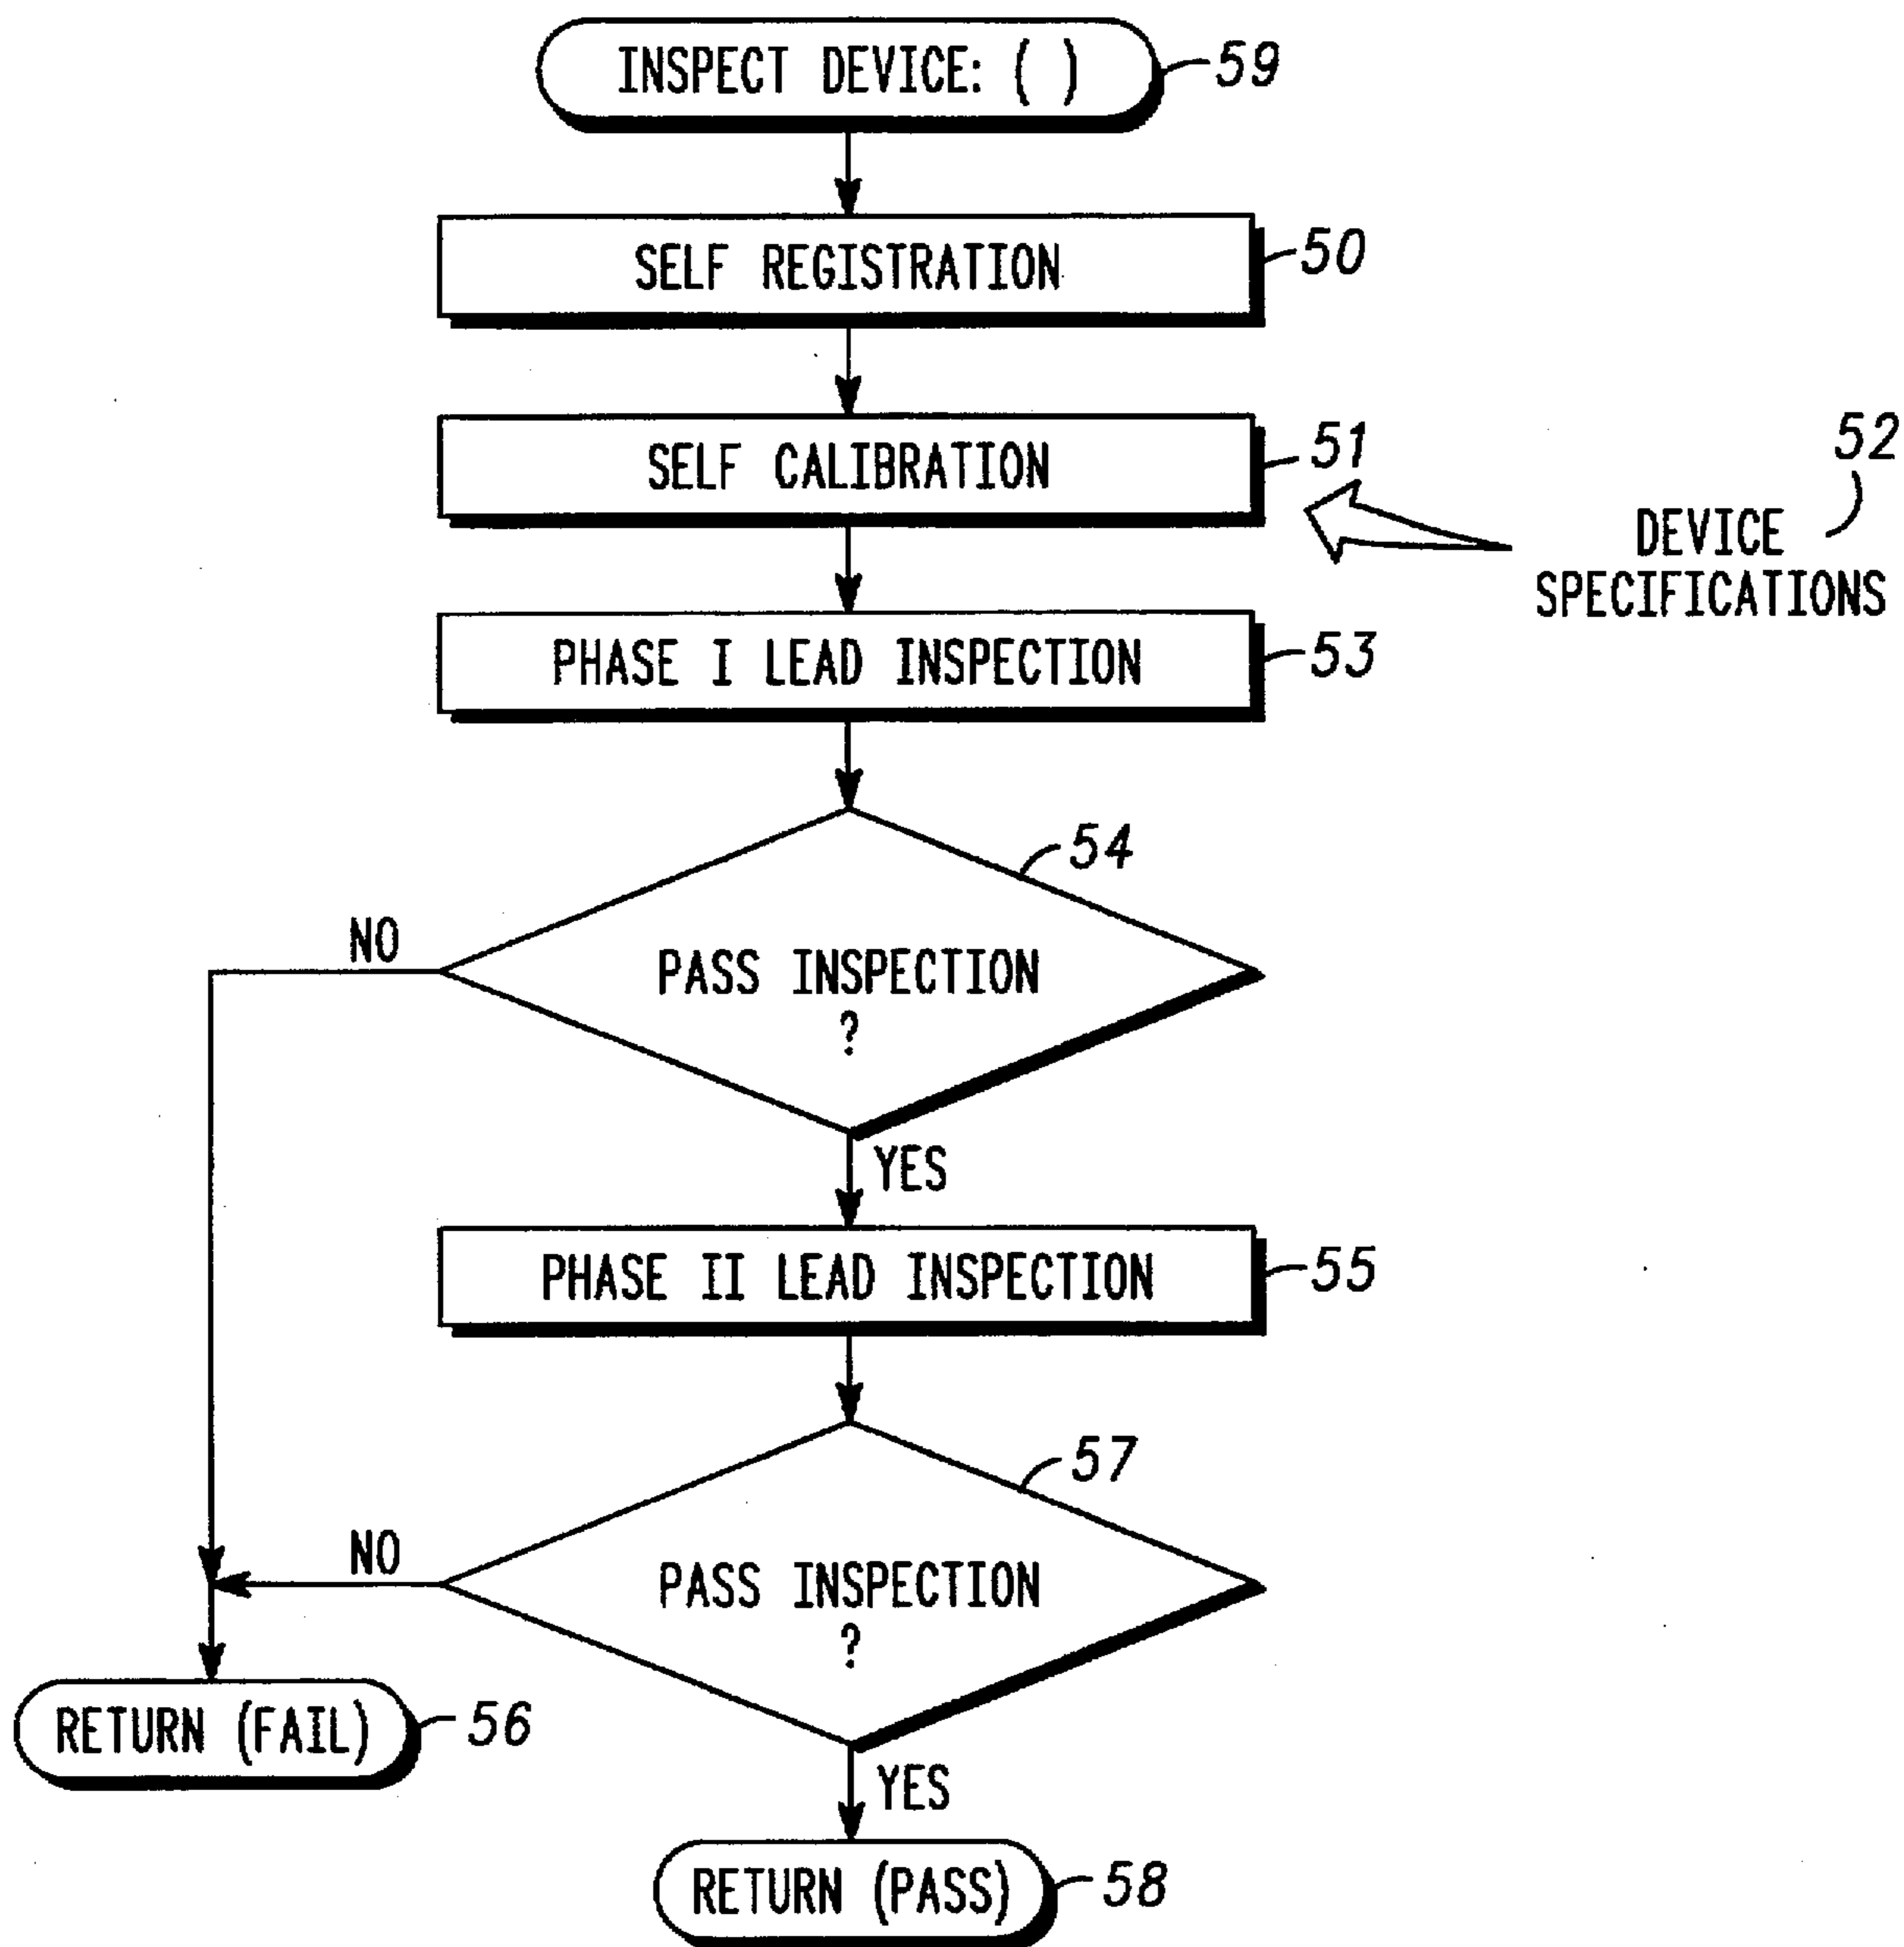 INSPECT DEVICE: ( )
59
SELF REGISTRATION
50
SELF CALIBRATION
51
52
DEVICE
SPECIFICATIONS
PHASE I LEAD INSPECTION
53
54
NO
PASS INSPECTION
?
YES
PHASE II LEAD INSPECTION
55
57
NO
PASS INSPECTION
?
RETURN (FAIL)
56
YES
RETURN (PASS)
58